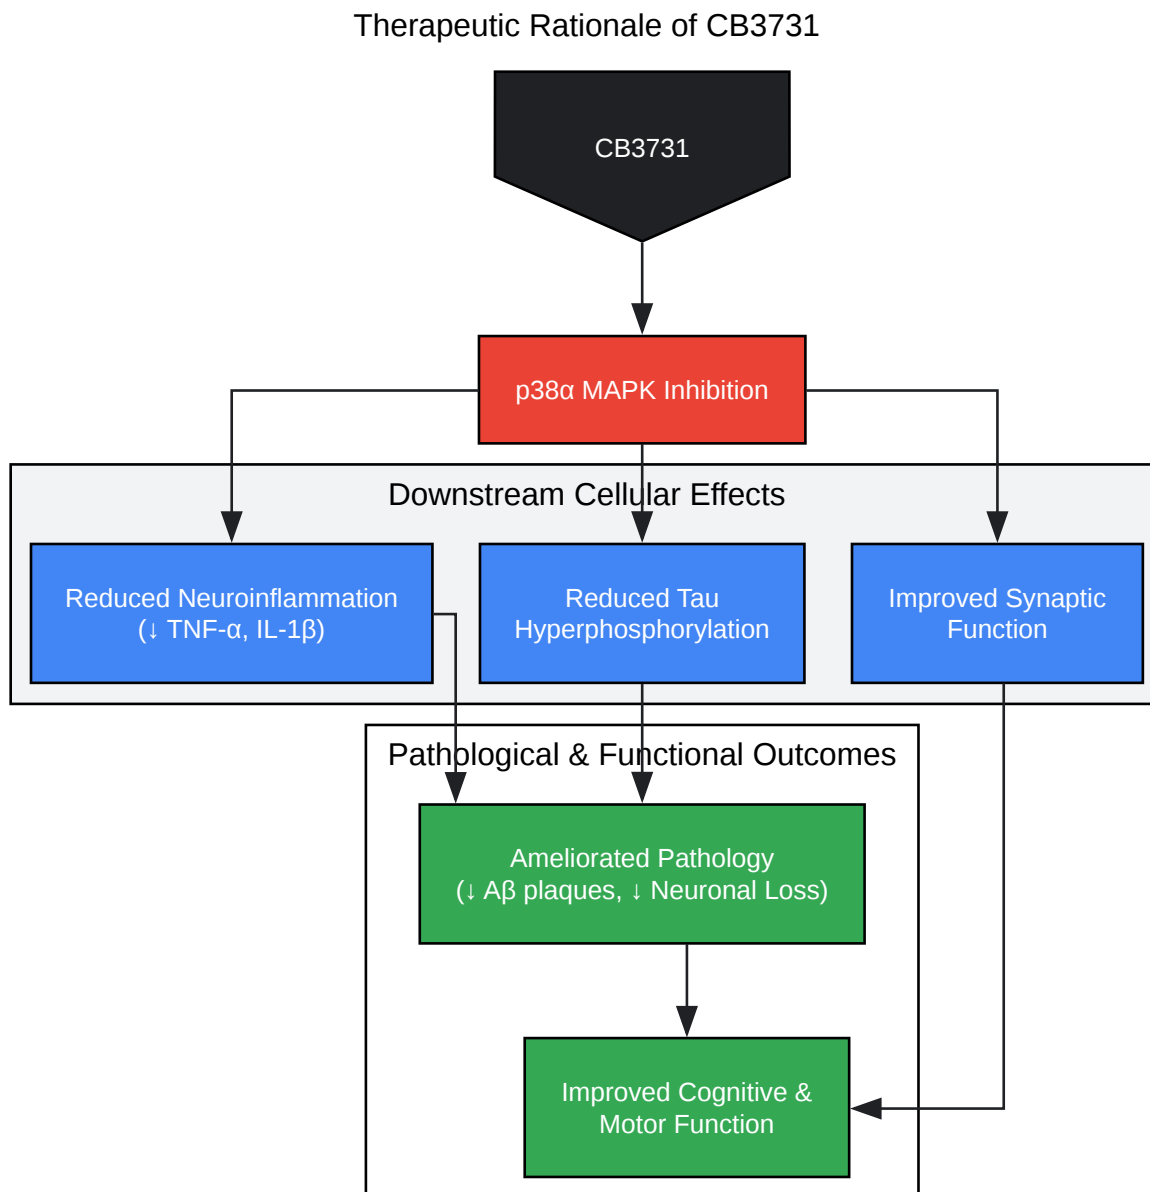 Therapeutic Rationale of CB3731
CB3731
p38α MAPK Inhibition
Downstream Cellular Effects
Reduced Neuroinflammation
(↓ TNF-α, IL-1β)
Reduced Tau
Hyperphosphorylation
Improved Synaptic
Function
Pathological & Functional Outcomes
Ameliorated Pathology
(↓ Aβ plaques, ↓ Neuronal Loss)
Improved Cognitive &
Motor Function